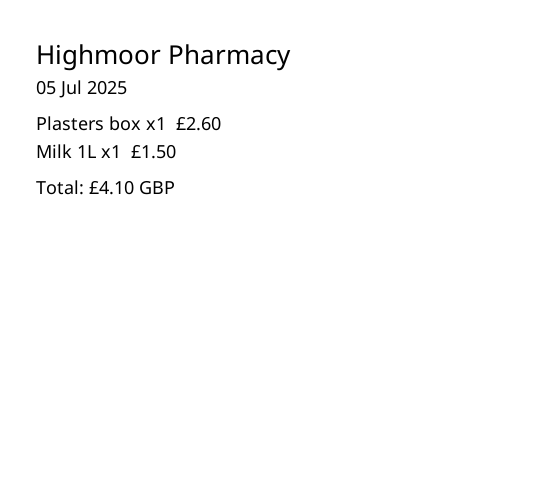 Highmoor Pharmacy
05 Jul 2025
Plasters box x1  £2.60
Milk 1L x1  £1.50
Total: £4.10 GBP